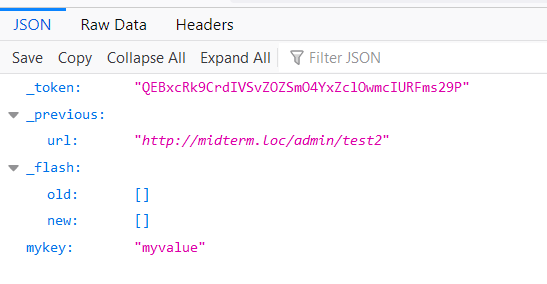 JSON Raw Data Headers
Save Copy Collapse All Expand All Filter JSON
_token: "QEBxcRk9CrdIVSvZOZSmO4YxZclOwmcIURFms29P"
_previous:
url: "http://midterm.loc/admin/test2"
_flash:
old: []
new: []
mykey: "myvalue"